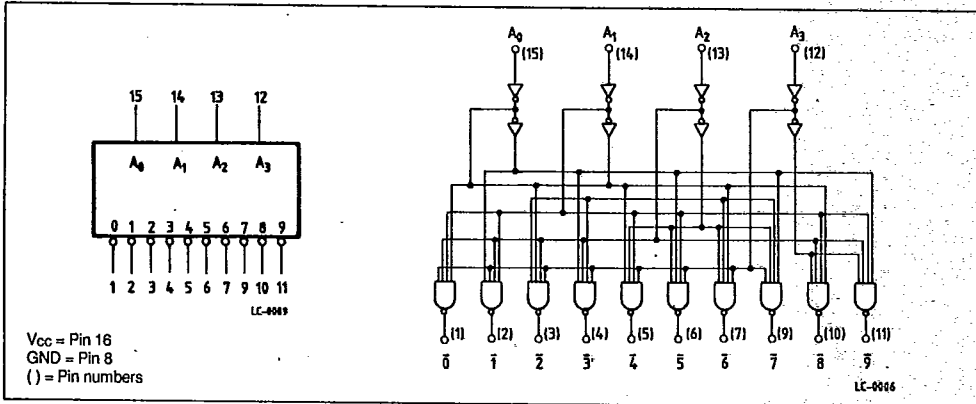 15 14 13 12
A₀ A₁ A₂ A₃
0 1 2 3 4 5 6 7 8 9
1 2 3 4 5 6 7 9 10 11
LC-0009
Vcc = Pin 16
GND = Pin 8
( ) = Pin numbers
A₀ A₁ A₂ A₃
(15) (14) (13) (12)
(1) (2) (3) (4) (5) (6) (7) (9) (10) (11)
0̅ 1̅ 2̅ 3̅ 4̅ 5̅ 6̅ 7̅ 8̅ 9̅
LC-0006